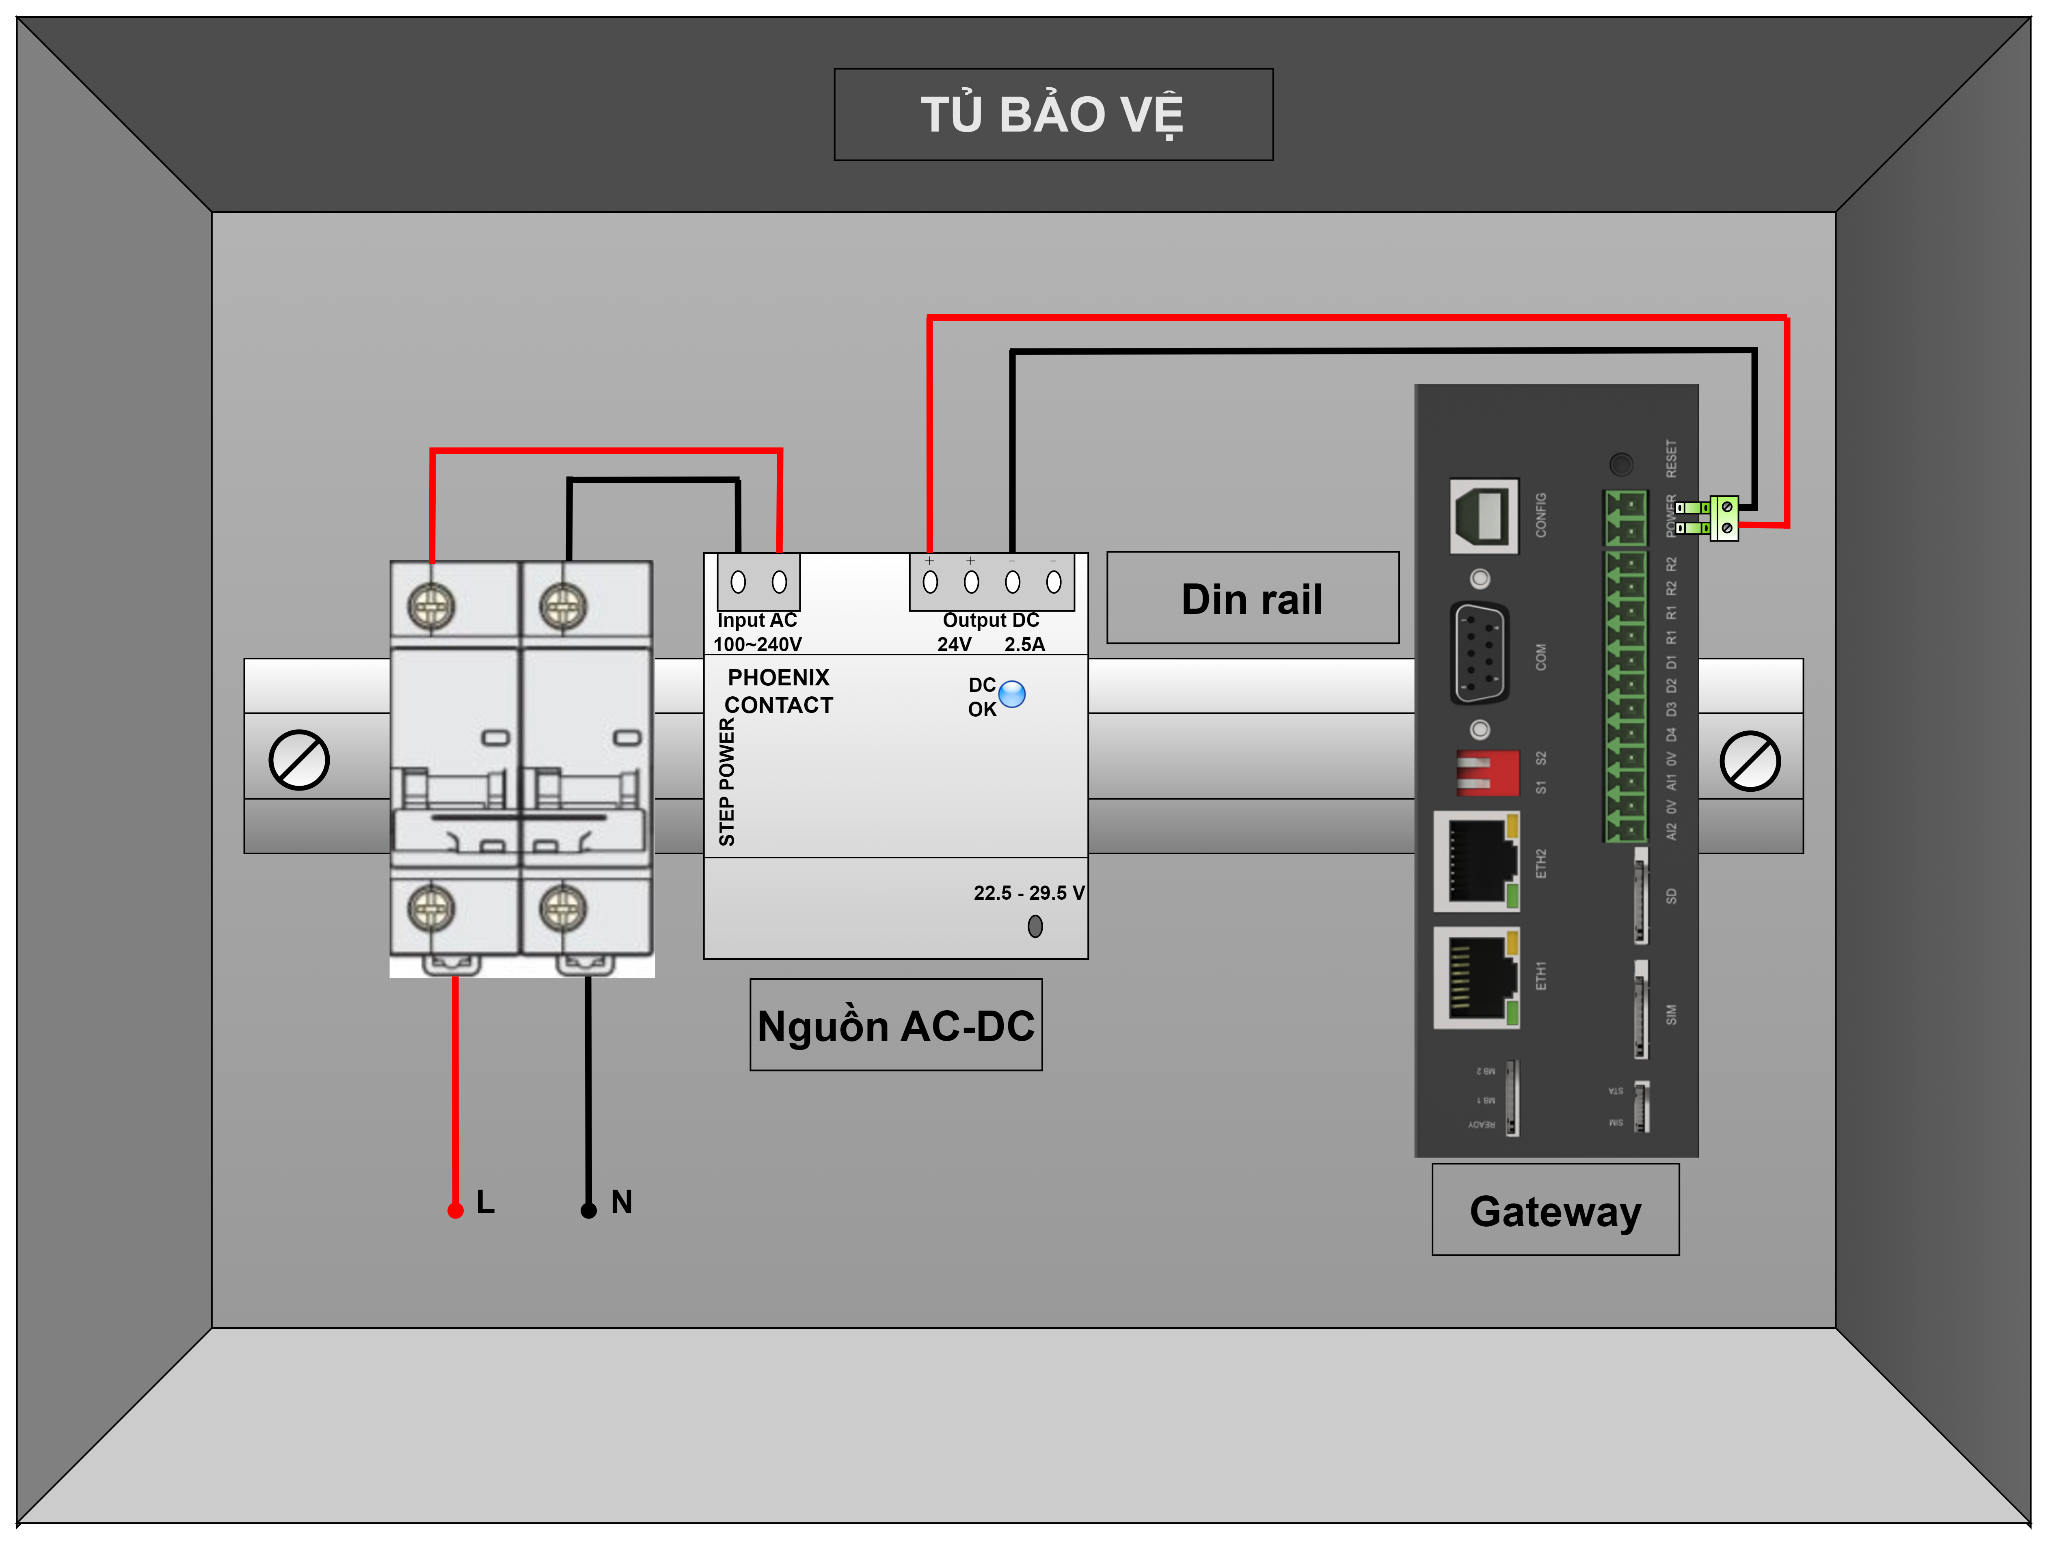 TỦ BẢO VỆ
Input AC
100~240V
+ + - -
Output DC
24V 2.5A
PHOENIX
CONTACT
STEP POWER
DC
OK
22.5 - 29.5 V
Nguồn AC-DC
Din rail
L
N
CONFIG
COM
S2
S1
ETH2
ETH1
MB 2
MB 1
READY
RESET
POWER
R2
R2
R1
R1
D1
D2
D3
D4
0V
AI1
0V
AI2
SD
SIM
STA
SIM
Gateway